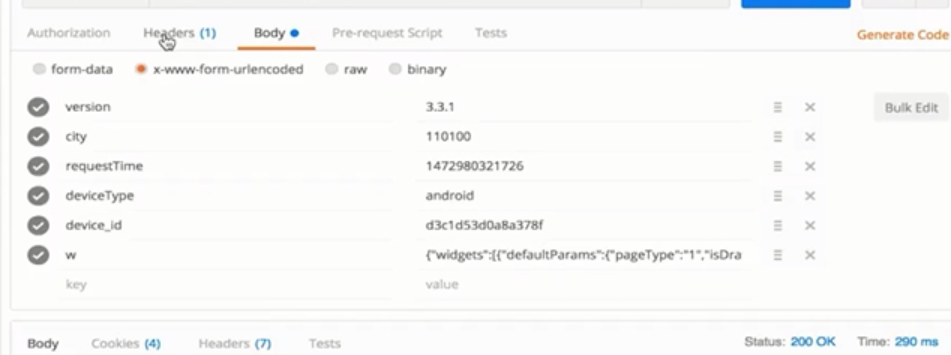 Authorization Headers (1) Body Pre-request Script Tests Generate Code
form-data x-www-form-urlencoded raw binary
version 3.3.1 Bulk Edit
city 110100
requestTime 1472980321726
deviceType android
device_id d3c1d53d0a8a378f
w {"widgets":[{"defaultParams":{"pageType":"1","isDra
key value
Body Cookies (4) Headers (7) Tests Status: 200 OK Time: 290 ms